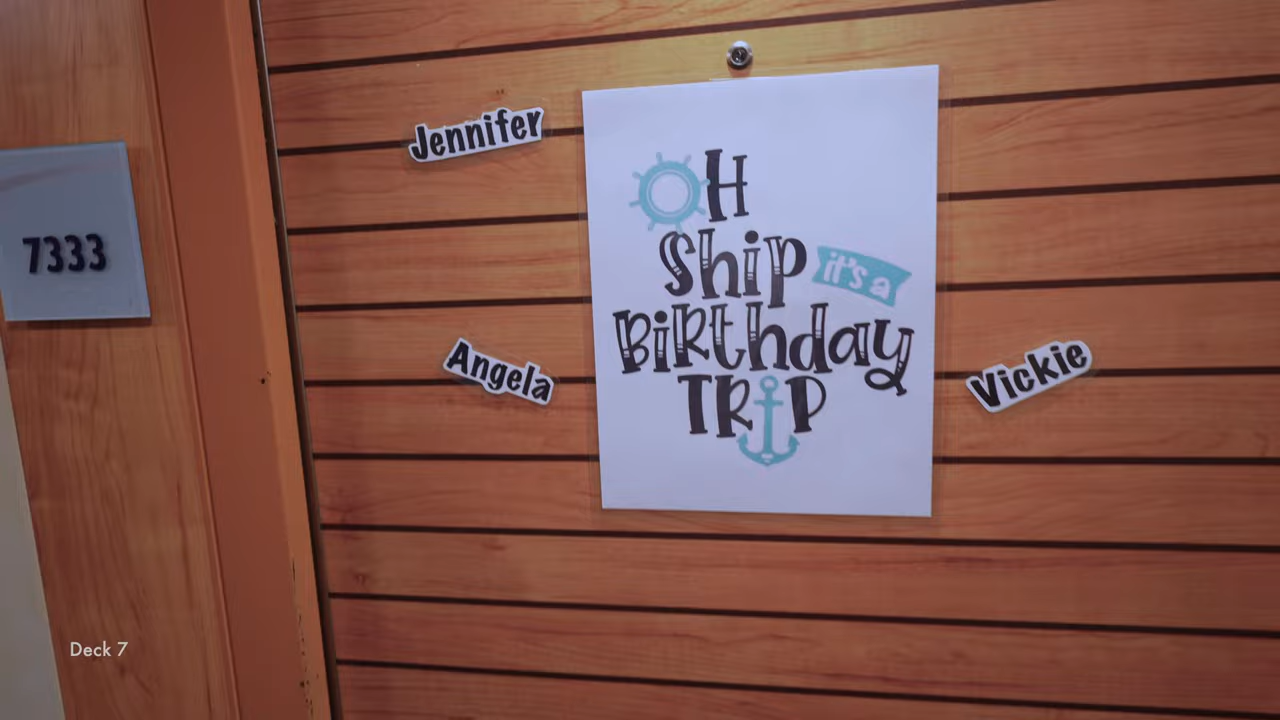 7333
Jennifer
OH
Ship it's a
BiRthday
TRiP
Angela
Vickie
Deck 7